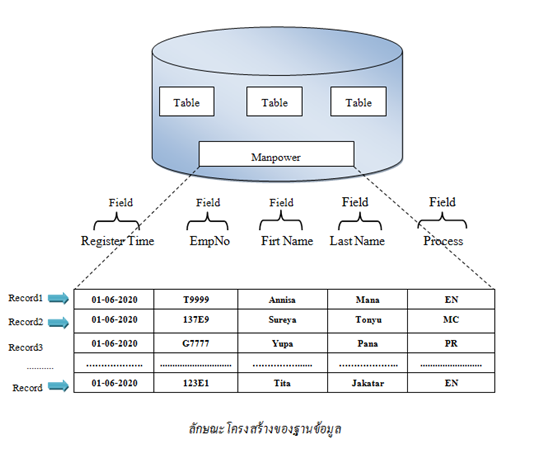 Table Table Table
Manpower
Field Field Field Field Field
Register Time EmpNo Firt Name Last Name Process
Record1 01-06-2020 T9999 Annisa Mana EN
Record2 01-06-2020 137E9 Sureya Tonyu MC
Record3 01-06-2020 G7777 Yupa Pana PR
........... ................... ........................ ................... ................... ..........................
Record 01-06-2020 123E1 Tita Jakatar EN
ลักษณะโครงสร้างของฐานข้อมูล